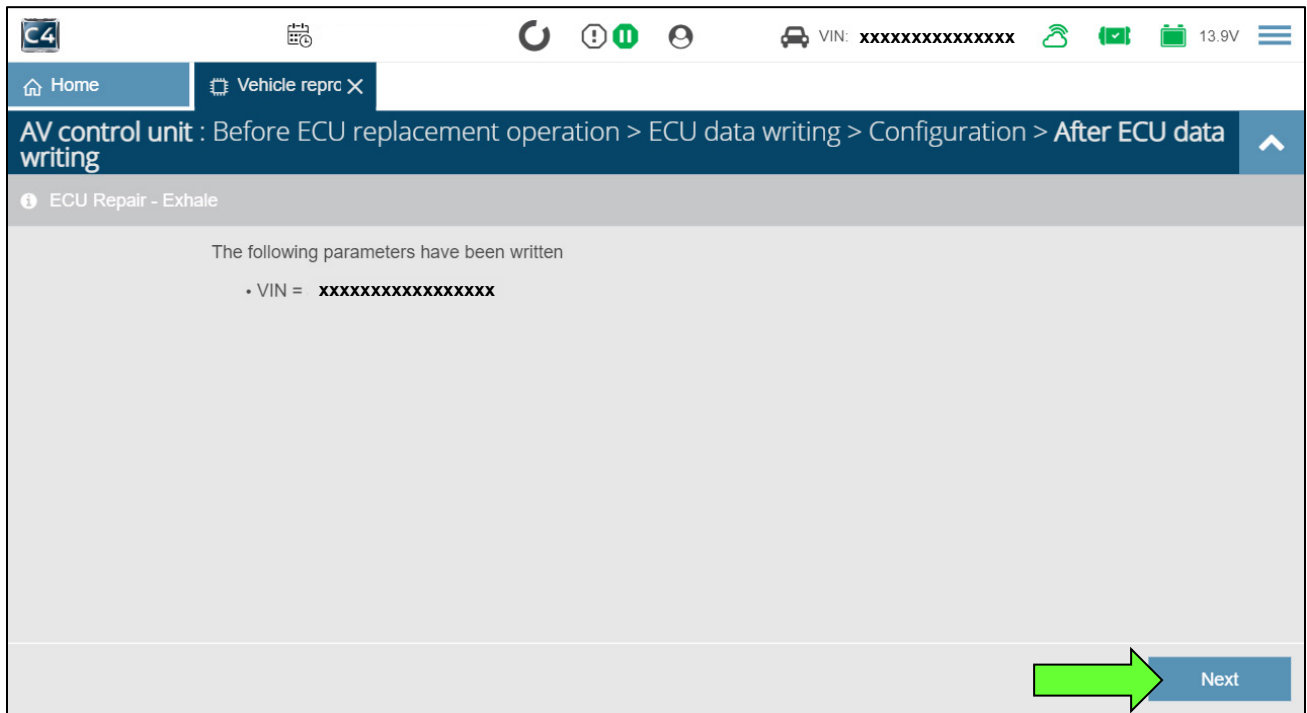 C4
VIN: xxxxxxxxxxxxxxx
13.9V
Home
Vehicle repro
AV control unit : Before ECU replacement operation > ECU data writing > Configuration > After ECU data
writing
ECU Repair - Exhale
The following parameters have been written
• VIN = xxxxxxxxxxxxxxxxx
Next